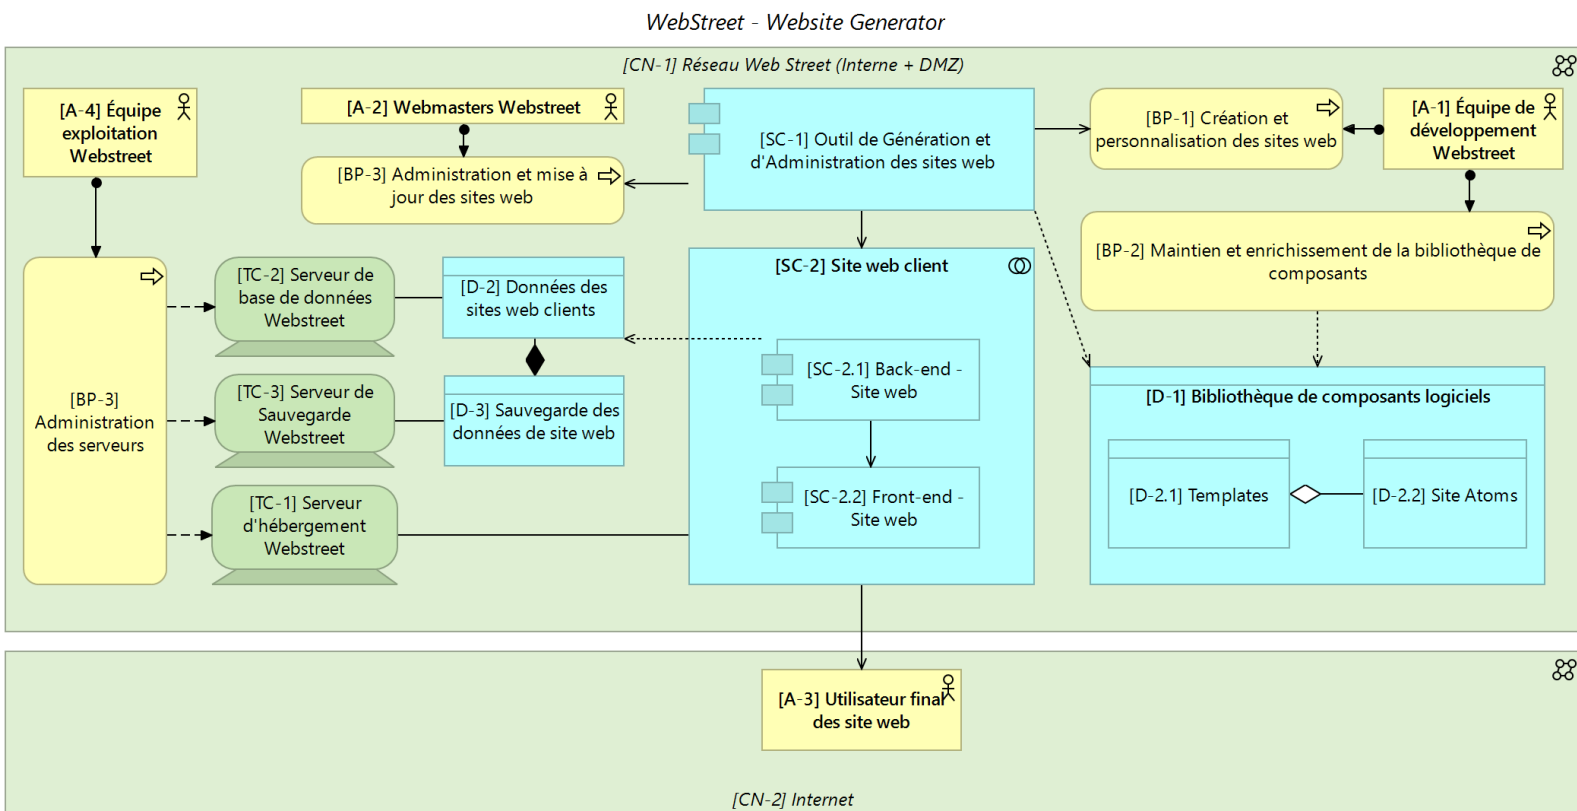 WebStreet - Website Generator
[CN-1] Réseau Web Street (Interne + DMZ)
[A-4] Équipe
exploitation
Webstreet
[A-2] Webmasters Webstreet
[BP-3] Administration et mise à
jour des sites web
[SC-1] Outil de Génération et
d'Administration des sites web
[BP-1] Création et
personnalisation des sites web
[A-1] Équipe de
développement
Webstreet
[BP-2] Maintien et enrichissement de la bibliothèque de
composants
[BP-3]
Administration
des serveurs
[TC-2] Serveur de
base de données
Webstreet
[D-2] Données des
sites web clients
[TC-3] Serveur de
Sauvegarde
Webstreet
[D-3] Sauvegarde des
données de site web
[TC-1] Serveur
d'hébergement
Webstreet
[SC-2] Site web client
[SC-2.1] Back-end -
Site web
[SC-2.2] Front-end -
Site web
[D-1] Bibliothèque de composants logiciels
[D-2.1] Templates
[D-2.2] Site Atoms
[A-3] Utilisateur final
des site web
[CN-2] Internet